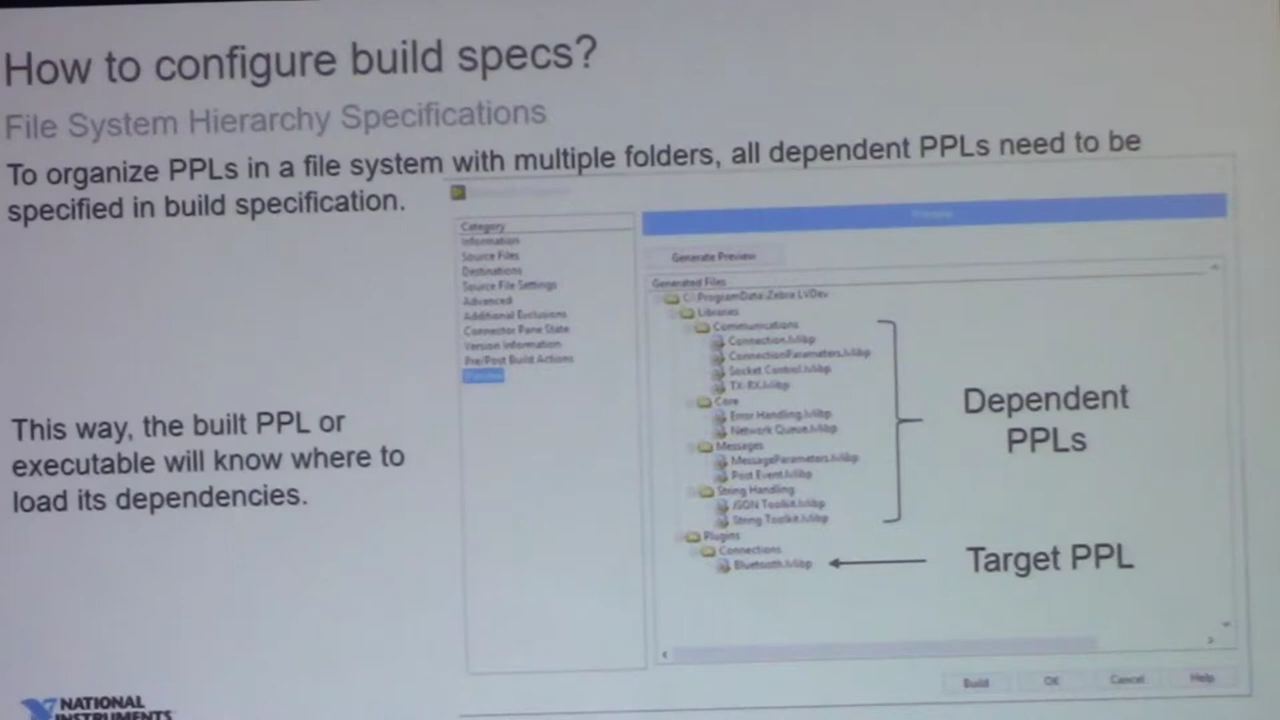 How to configure build specs?
File System Hierarchy Specifications
To organize PPLs in a file system with multiple folders, all dependent PPLs need to be
specified in build specification.
Category
Information
Source Files
Destinations
Source File Settings
Advanced
Additional Exclusions
Connector Pane State
Version Information
Pre/Post Build Actions
Preview
Generate Preview
Generated Files
C:\ProgramData\Zebra LVDev
Libraries
Communications
Connection.lvlibp
ConnectionParameters.lvlibp
Socket Control.lvlibp
TX-RX.lvlibp
Core
Error Handling.lvlibp
Network Queue.lvlibp
Messages
MessageParameters.lvlibp
Post Event.lvlibp
String Handling
JSON Toolkit.lvlibp
String Toolkit.lvlibp
Plugins
Connections
Bluetooth.lvlibp
Dependent
PPLs
Target PPL
This way, the built PPL or
executable will know where to
load its dependencies.
Build
OK
Cancel
Help
NATIONAL
INSTRUMENTS